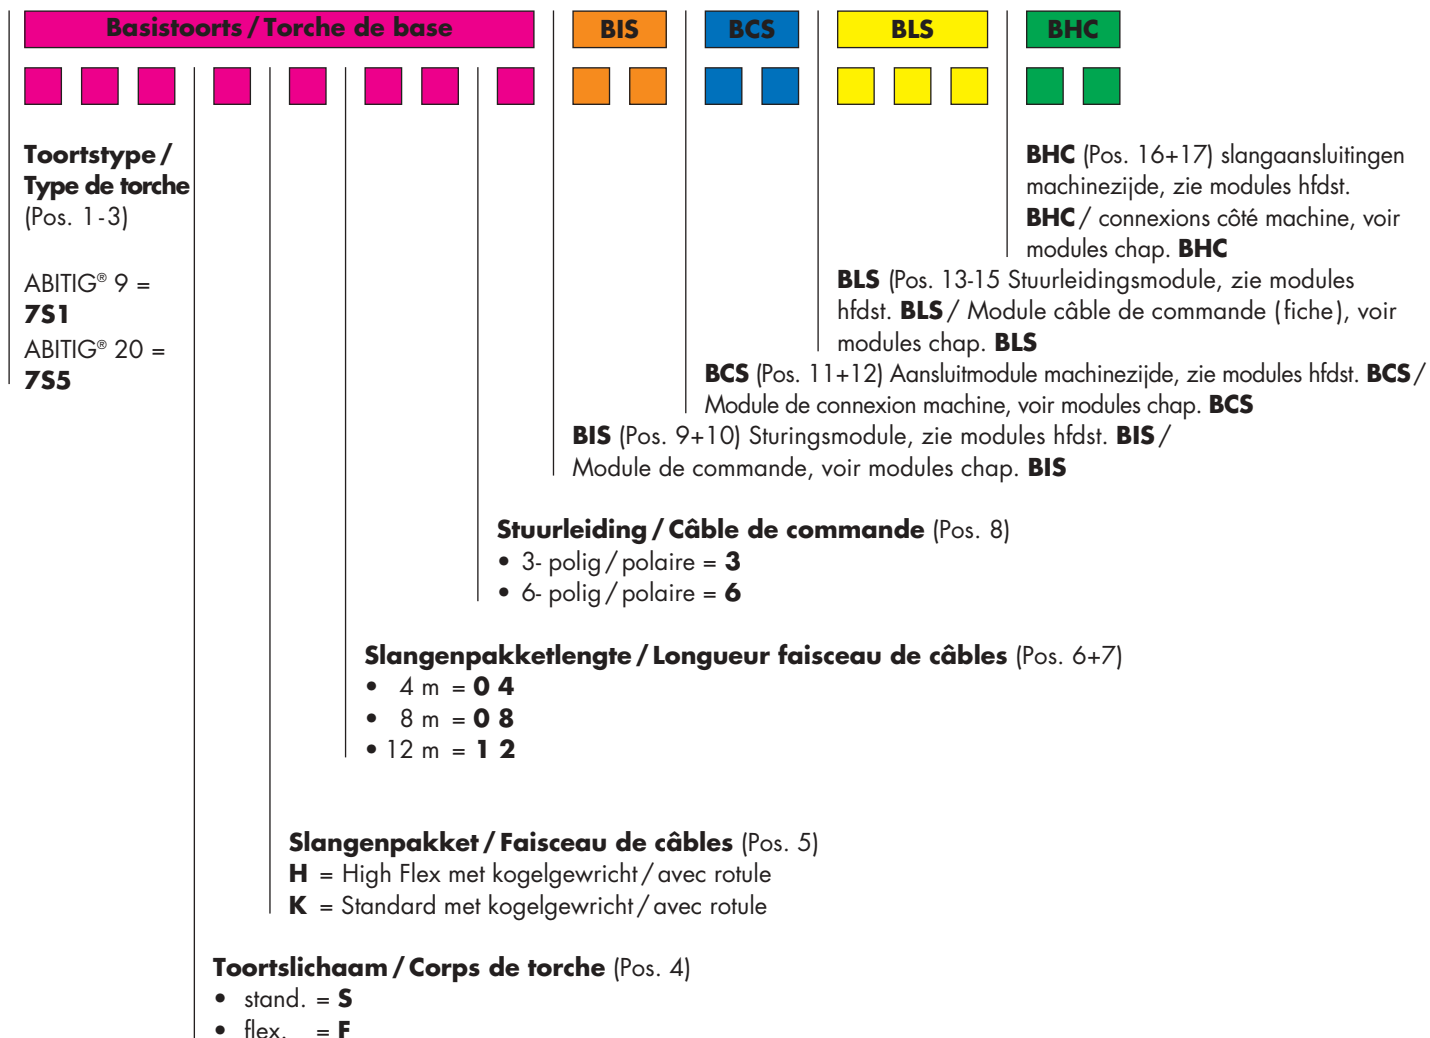 Basistoorts / Torche de base
BIS
BCS
BLS
BHC
Toortstype /
Type de torche
(Pos. 1-3)
ABITIG® 9 =
7S1
ABITIG® 20 =
7S5
BHC (Pos. 16+17) slangaansluitingen
machinezijde, zie modules hfdst.
BHC / connexions côté machine, voir
modules chap. BHC
BLS (Pos. 13-15 Stuurleidingsmodule, zie modules
hfdst. BLS / Module câble de commande (fiche), voir
modules chap. BLS
BCS (Pos. 11+12) Aansluitmodule machinezijde, zie modules hfdst. BCS /
Module de connexion machine, voir modules chap. BCS
BIS (Pos. 9+10) Sturingsmodule, zie modules hfdst. BIS /
Module de commande, voir modules chap. BIS
Stuurleiding / Câble de commande (Pos. 8)
• 3- polig / polaire = 3
• 6- polig / polaire = 6
Slangenpakketlengte / Longueur faisceau de câbles (Pos. 6+7)
• 4 m = 0 4
• 8 m = 0 8
• 12 m = 1 2
Slangenpakket / Faisceau de câbles (Pos. 5)
H = High Flex met kogelgewricht / avec rotule
K = Standard met kogelgewricht / avec rotule
Toortslichaam / Corps de torche (Pos. 4)
• stand. = S
• flex. = F